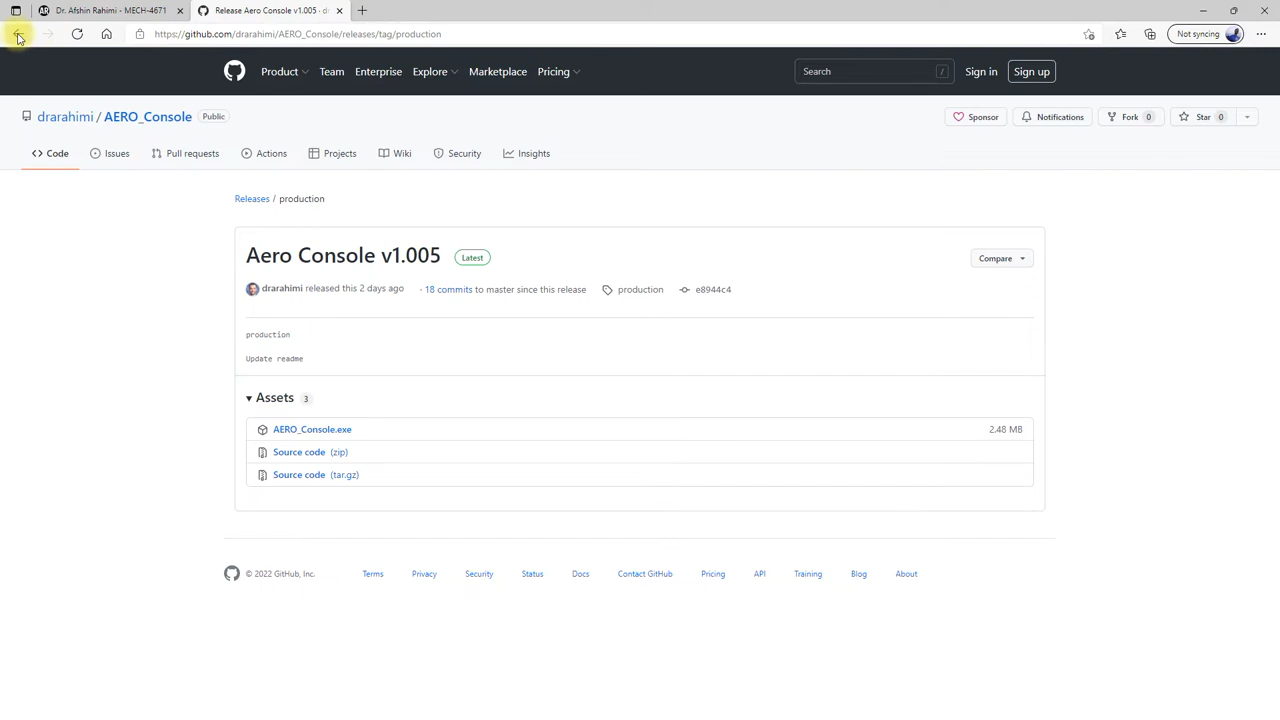 Dr. Afshin Rahimi - MECH-4671
Release Aero Console v1.005 · dr
https://github.com/drarahimi/AERO_Console/releases/tag/production
Not syncing
Product
Team
Enterprise
Explore
Marketplace
Pricing
Search
/
Sign in
Sign up
drarahimi / AERO_Console
Public
Sponsor
Notifications
Fork 0
Star 0
Code
Issues
Pull requests
Actions
Projects
Wiki
Security
Insights
Releases / production
Aero Console v1.005
Latest
Compare
drarahimi released this 2 days ago
· 18 commits to master since this release
production
e8944c4
production
Update readme
Assets 3
AERO_Console.exe
2.48 MB
Source code (zip)
Source code (tar.gz)
© 2022 GitHub, Inc.
Terms
Privacy
Security
Status
Docs
Contact GitHub
Pricing
API
Training
Blog
About